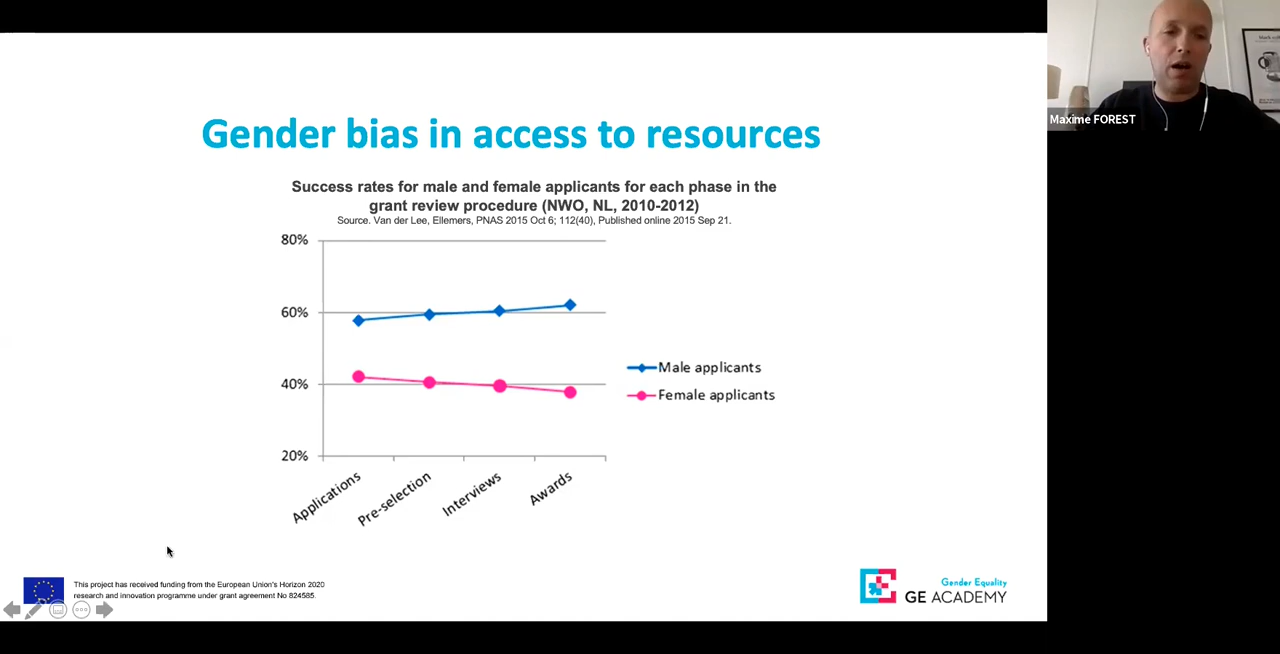 Gender bias in access to resources
Success rates for male and female applicants for each phase in the
grant review procedure (NWO, NL, 2010-2012)
Source. Van der Lee, Ellemers, PNAS 2015 Oct 6; 112(40), Published online 2015 Sep 21.
80%
60%
40%
20%
Applications
Pre-selection
Interviews
Awards
Male applicants
Female applicants
This project has received funding from the European Union's Horizon 2020
research and innovation programme under grant agreement No 824585.
Gender Equality
GE ACADEMY
Maxime FOREST